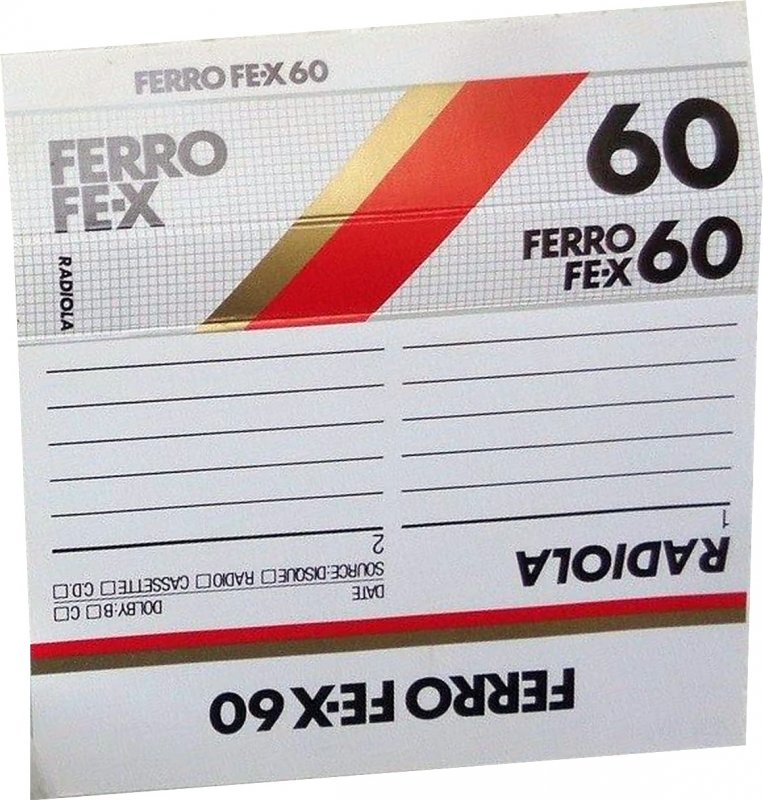 FERRO FE-X 60
FERRO
FE-X
60
RADIOLA
FERRO
FE-X
60
FERRO FE-X 60
DATE
DOLBY: B □ C □
SOURCE: DISQUE □ RADIO □ CASSETTE □ C.D. □
RADIOLA
1
2